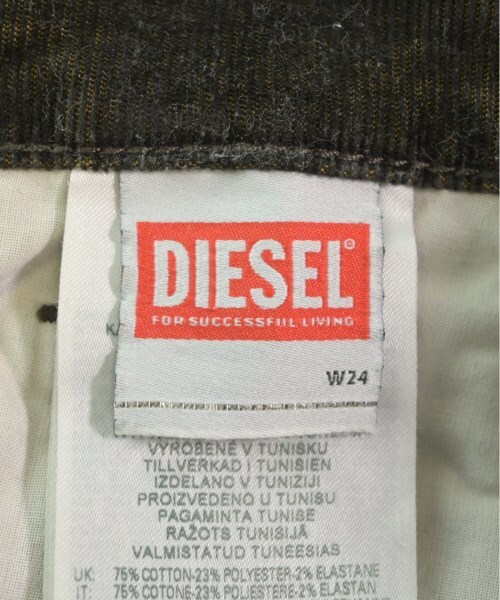 DIESEL®
FOR SUCCESSFUL LIVING
W24
VYROBENÉ V TUNISKU
TILLVERKAD I TUNISIEN
IZDELANO V TUNIZIJI
PROIZVEDENO U TUNISU
PAGAMINTA TUNISE
RAŽOTS TUNISIJĀ
VALMISTATUD TUNEESIAS
UK: 75% COTTON-23% POLYESTER-2% ELASTANE
IT: 75% COTONE-23% POLIESTERE-2% ELASTANE